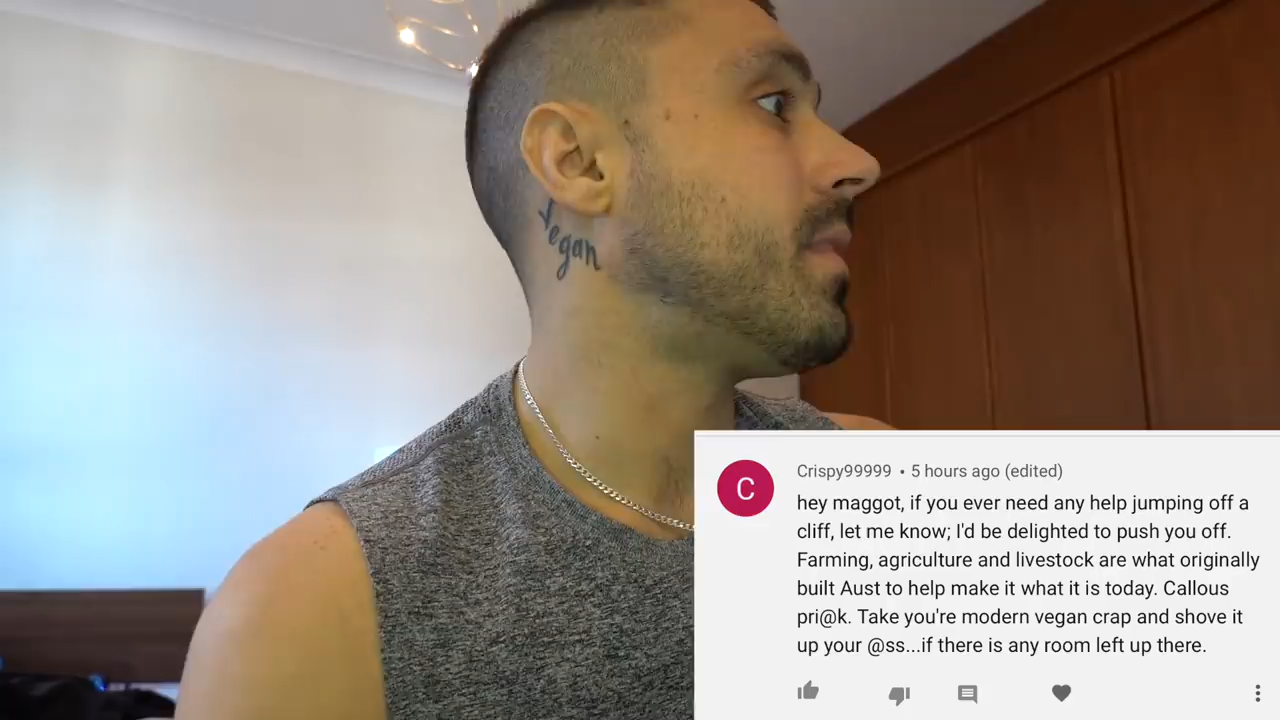 Vegan
C
Crispy99999 • 5 hours ago (edited)
hey maggot, if you ever need any help jumping off a
cliff, let me know; I'd be delighted to push you off.
Farming, agriculture and livestock are what originally
built Aust to help make it what it is today. Callous
pri@k. Take you're modern vegan crap and shove it
up your @ss...if there is any room left up there.